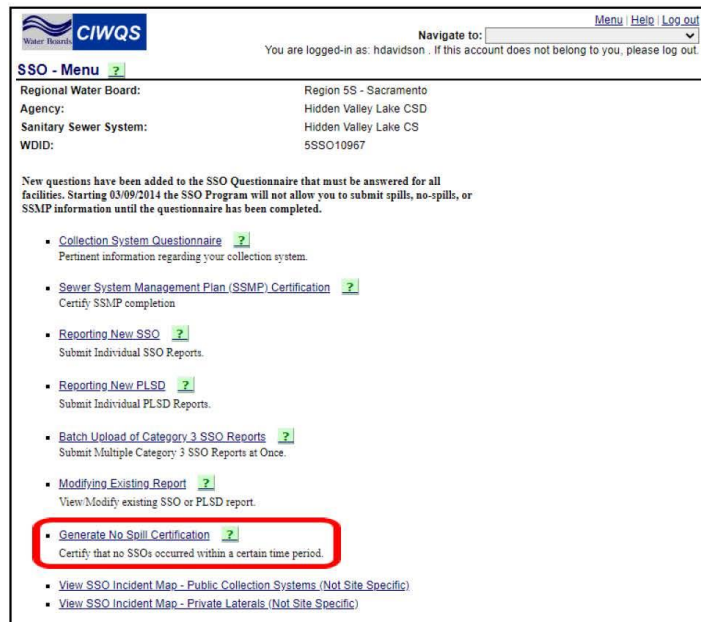 Water Boards CIWQS
Menu | Help | Log out
Navigate to:
You are logged-in as: hdavidson . If this account does not belong to you, please log out.
SSO - Menu ?
Regional Water Board: Region 5S - Sacramento
Agency: Hidden Valley Lake CSD
Sanitary Sewer System: Hidden Valley Lake CS
WDID: 5SSO10967
New questions have been added to the SSO Questionnaire that must be answered for all
facilities. Starting 03/09/2014 the SSO Program will not allow you to submit spills, no-spills, or
SSMP information until the questionnaire has been completed.
Collection System Questionnaire ?
Pertinent information regarding your collection system.
Sewer System Management Plan (SSMP) Certification ?
Certify SSMP completion
Reporting New SSO ?
Submit Individual SSO Reports.
Reporting New PLSD ?
Submit Individual PLSD Reports.
Batch Upload of Category 3 SSO Reports ?
Submit Multiple Category 3 SSO Reports at Once.
Modifying Existing Report ?
View/Modify existing SSO or PLSD report.
Generate No Spill Certification ?
Certify that no SSOs occurred within a certain time period.
View SSO Incident Map - Public Collection Systems (Not Site Specific)
View SSO Incident Map - Private Laterals (Not Site Specific)